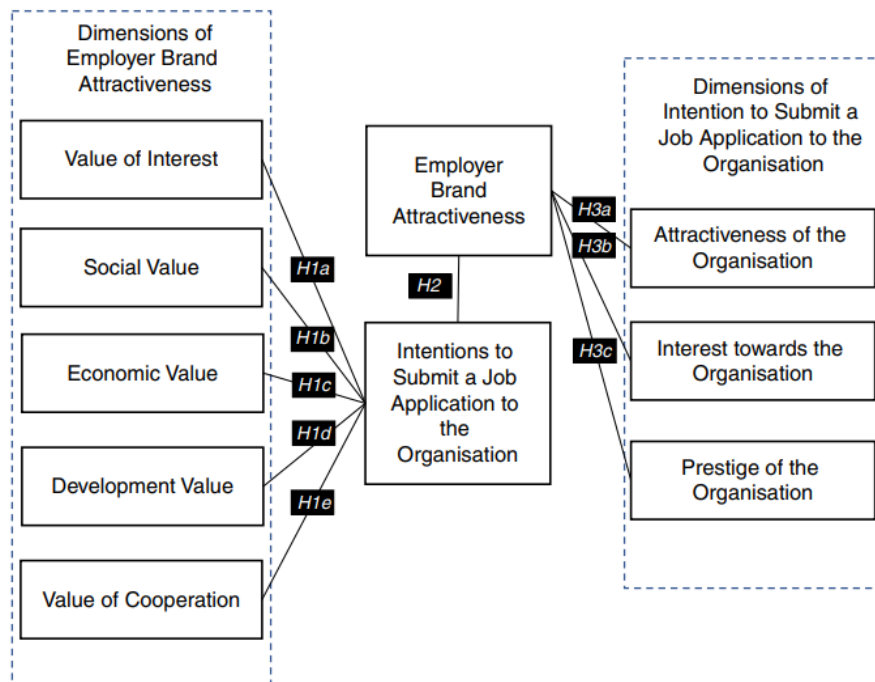 Dimensions of
Employer Brand
Attractiveness
Value of Interest
Social Value
Economic Value
Development Value
Value of Cooperation
H1a
H1b
H1c
H1d
H1e
Employer
Brand
Attractiveness
H2
Intentions to
Submit a Job
Application to
the
Organisation
H3a
H3b
H3c
Dimensions of
Intention to Submit a
Job Application to the
Organisation
Attractiveness of the
Organisation
Interest towards the
Organisation
Prestige of the
Organisation